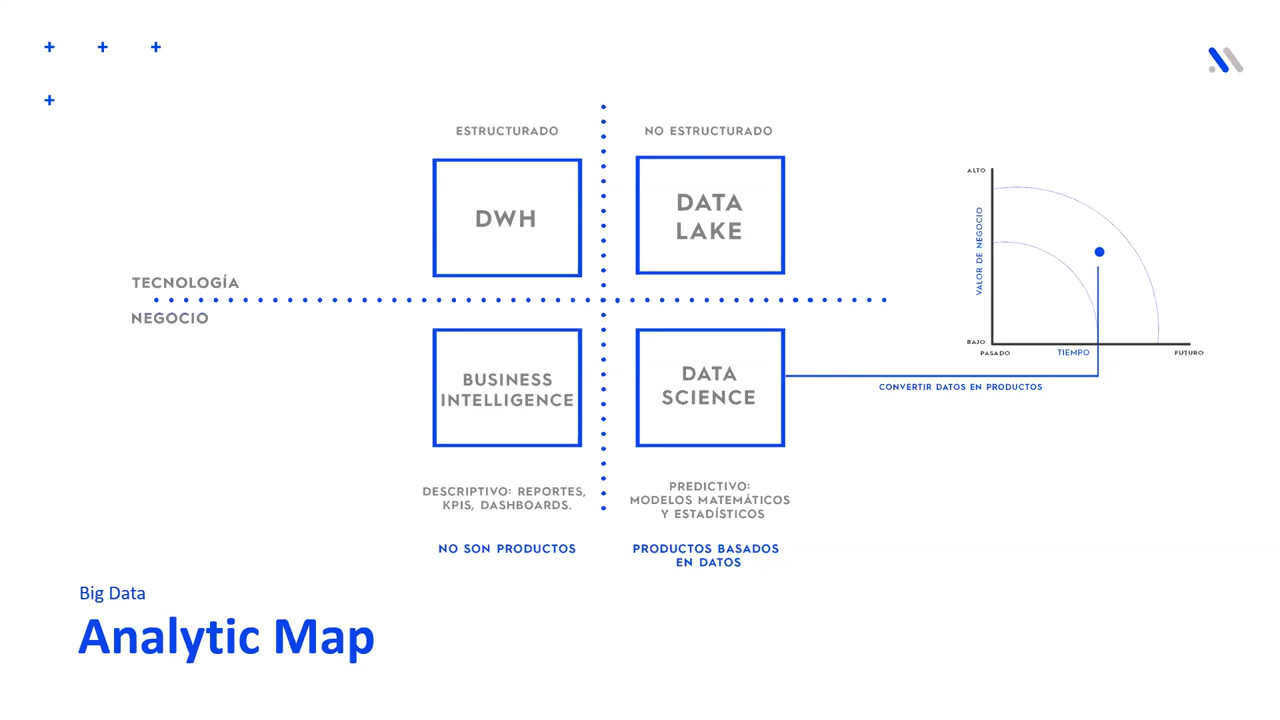 ESTRUCTURADO
NO ESTRUCTURADO
DWH
DATA
LAKE
TECNOLOGÍA
NEGOCIO
BUSINESS
INTELLIGENCE
DATA
SCIENCE
DESCRIPTIVO: REPORTES,
KPIS, DASHBOARDS.
PREDICTIVO:
MODELOS MATEMÁTICOS
Y ESTADÍSTICOS
NO SON PRODUCTOS
PRODUCTOS BASADOS
EN DATOS
ALTO
VALOR DE NEGOCIO
BAJO
PASADO
TIEMPO
FUTURO
CONVERTIR DATOS EN PRODUCTOS
Big Data
Analytic Map